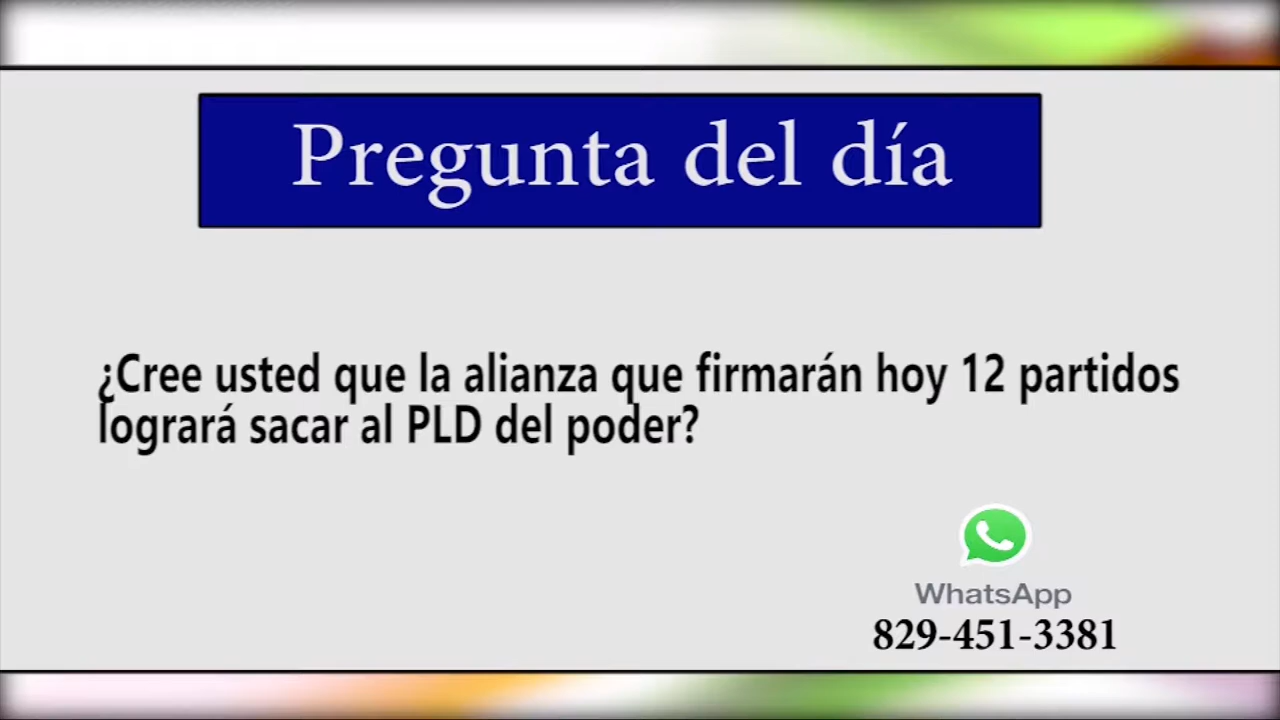 Pregunta del día
¿Cree usted que la alianza que firmarán hoy 12 partidos
logrará sacar al PLD del poder?
WhatsApp
829-451-3381